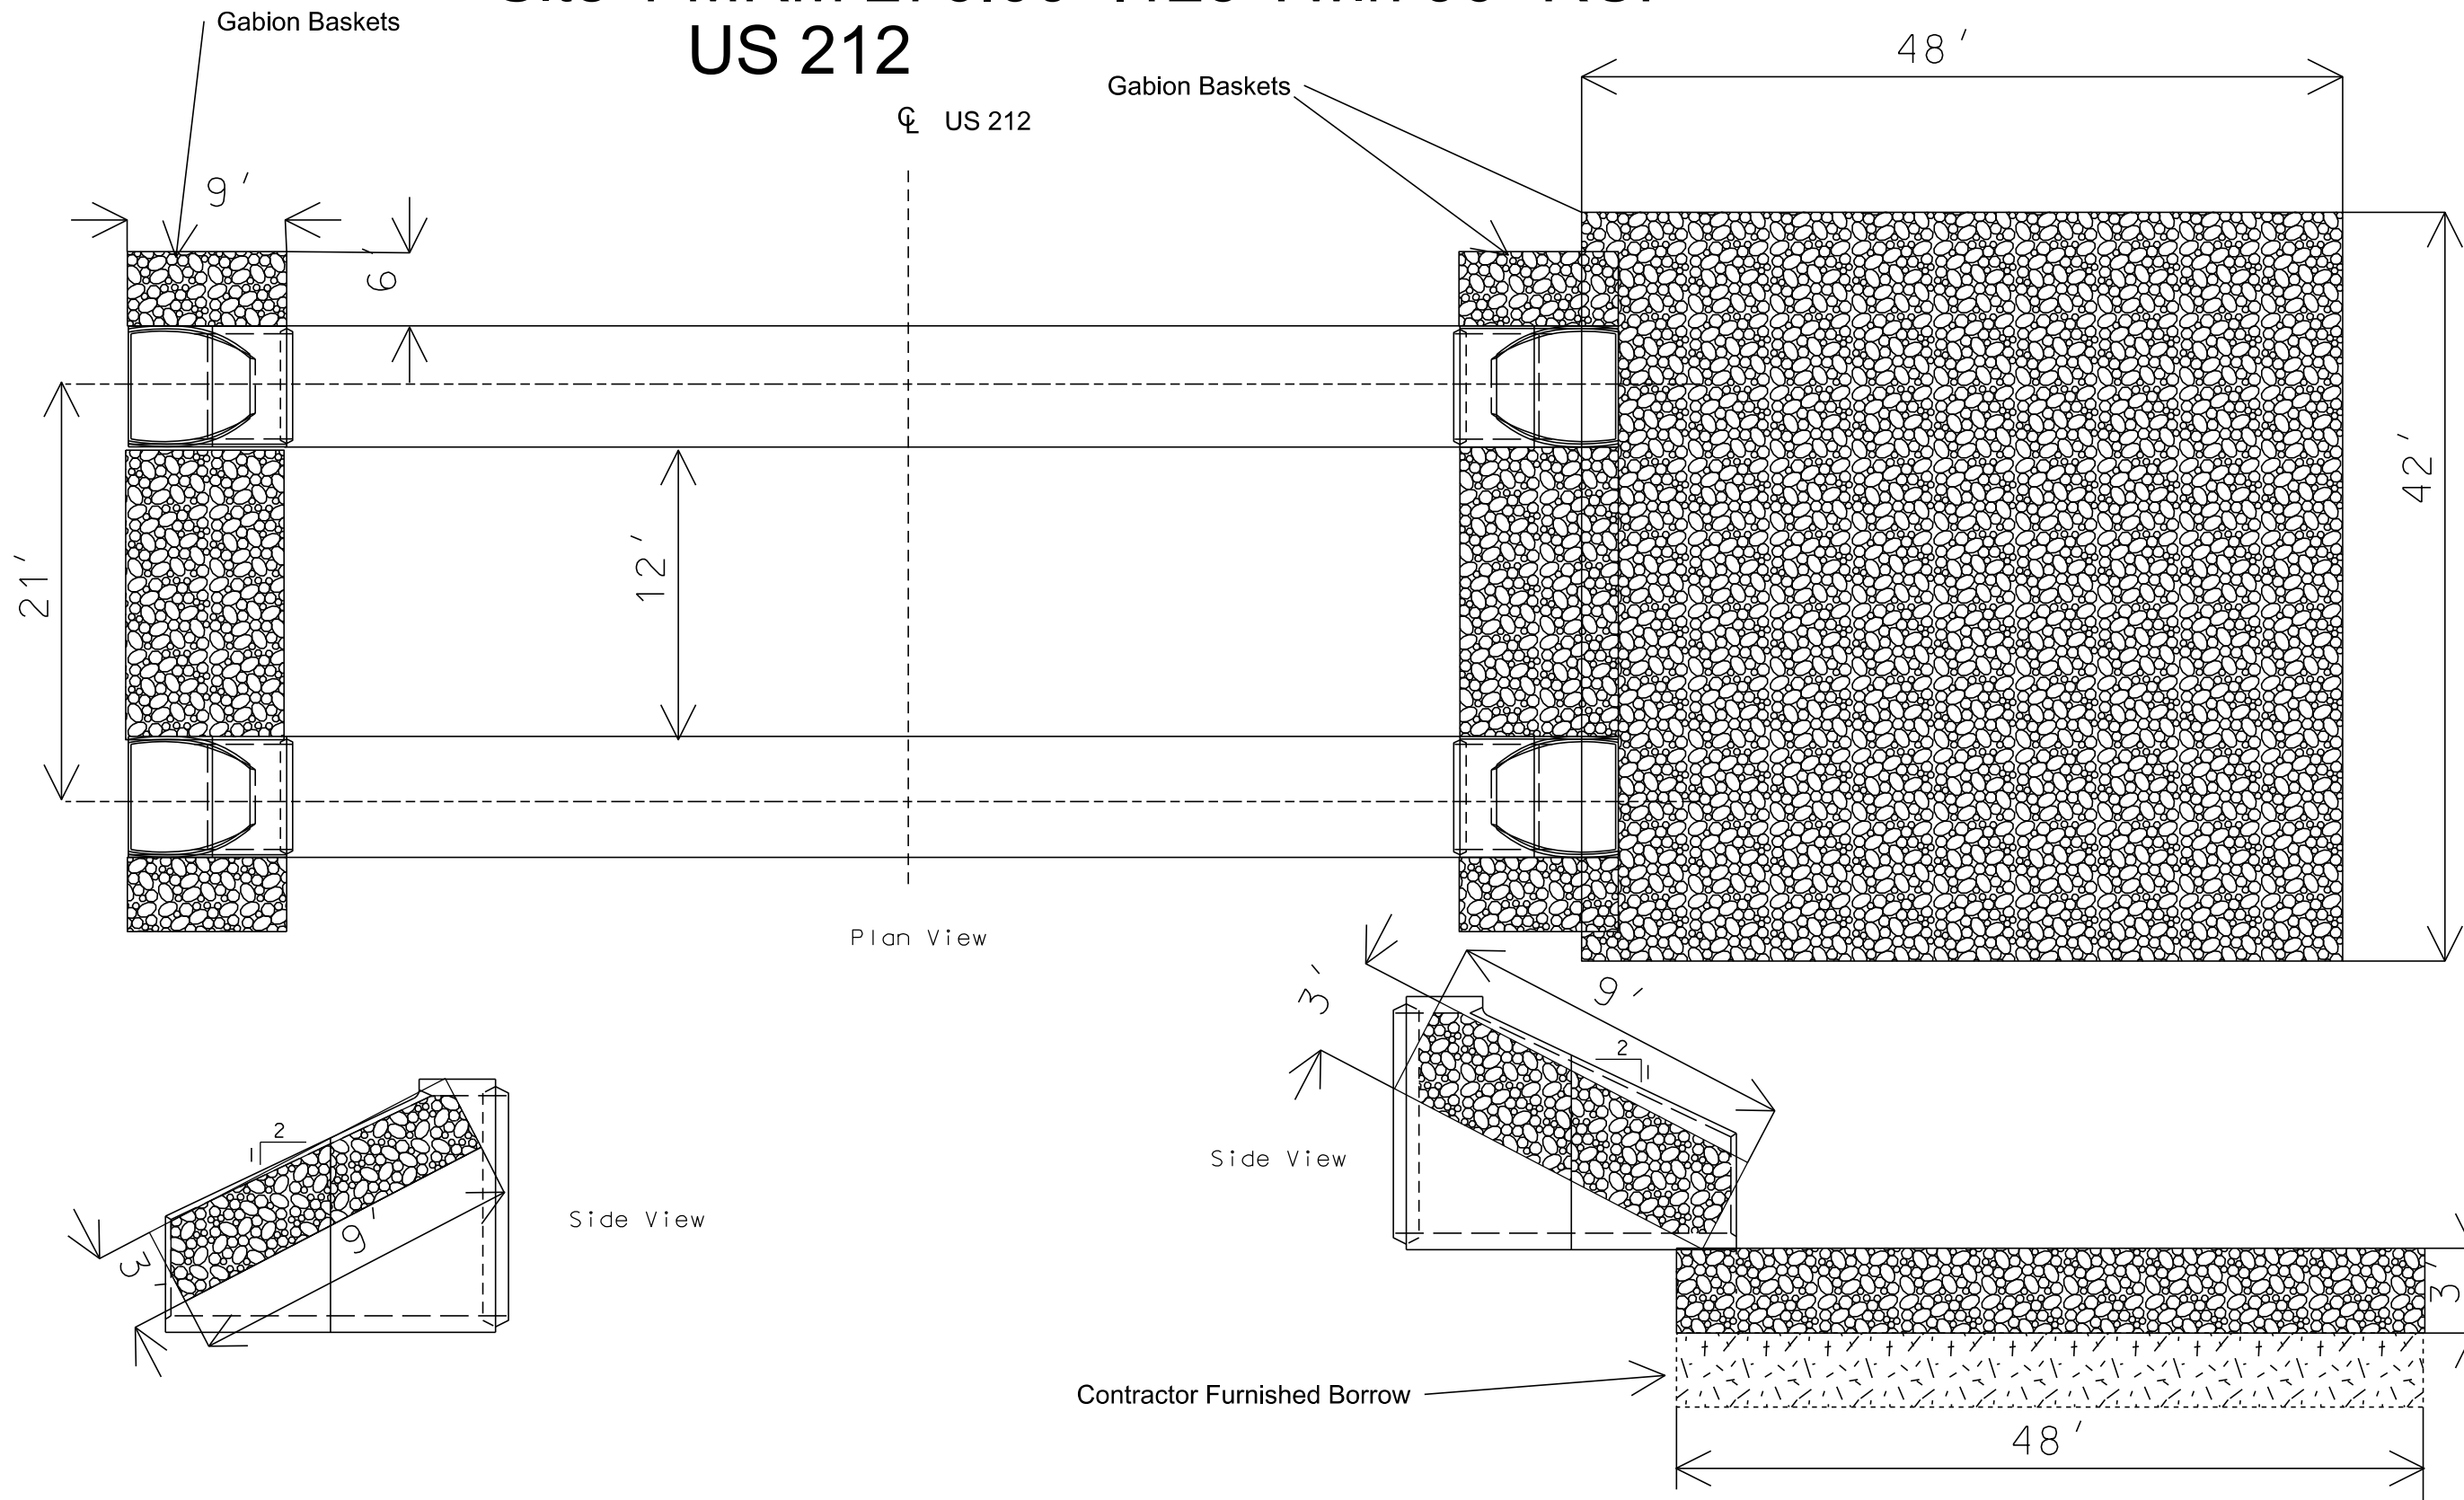 US 212
Gabion Baskets
Gabion Baskets
℄ US 212
48'
9'
6'
21'
12'
42'
Plan View
3'
9'
2
1
Side View
2
1
3'
9'
Side View
3'
Contractor Furnished Borrow
48'